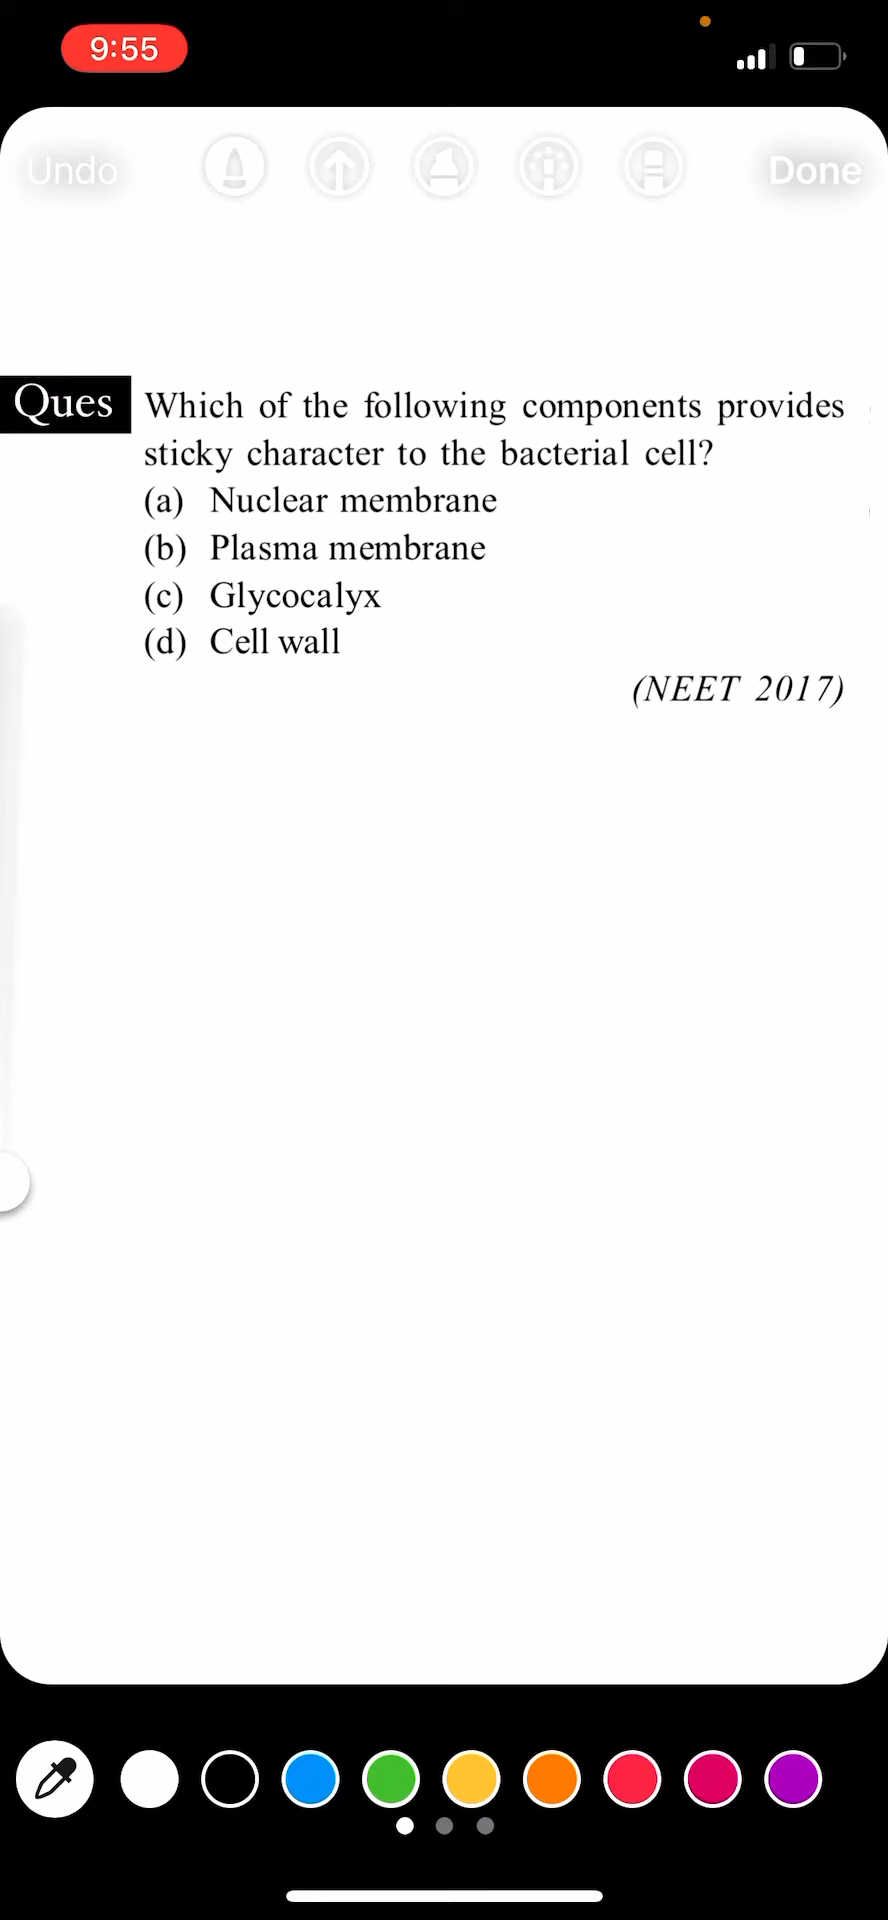 9:55
Undo
Done
Ques Which of the following components provides
sticky character to the bacterial cell?
(a) Nuclear membrane
(b) Plasma membrane
(c) Glycocalyx
(d) Cell wall
(NEET 2017)